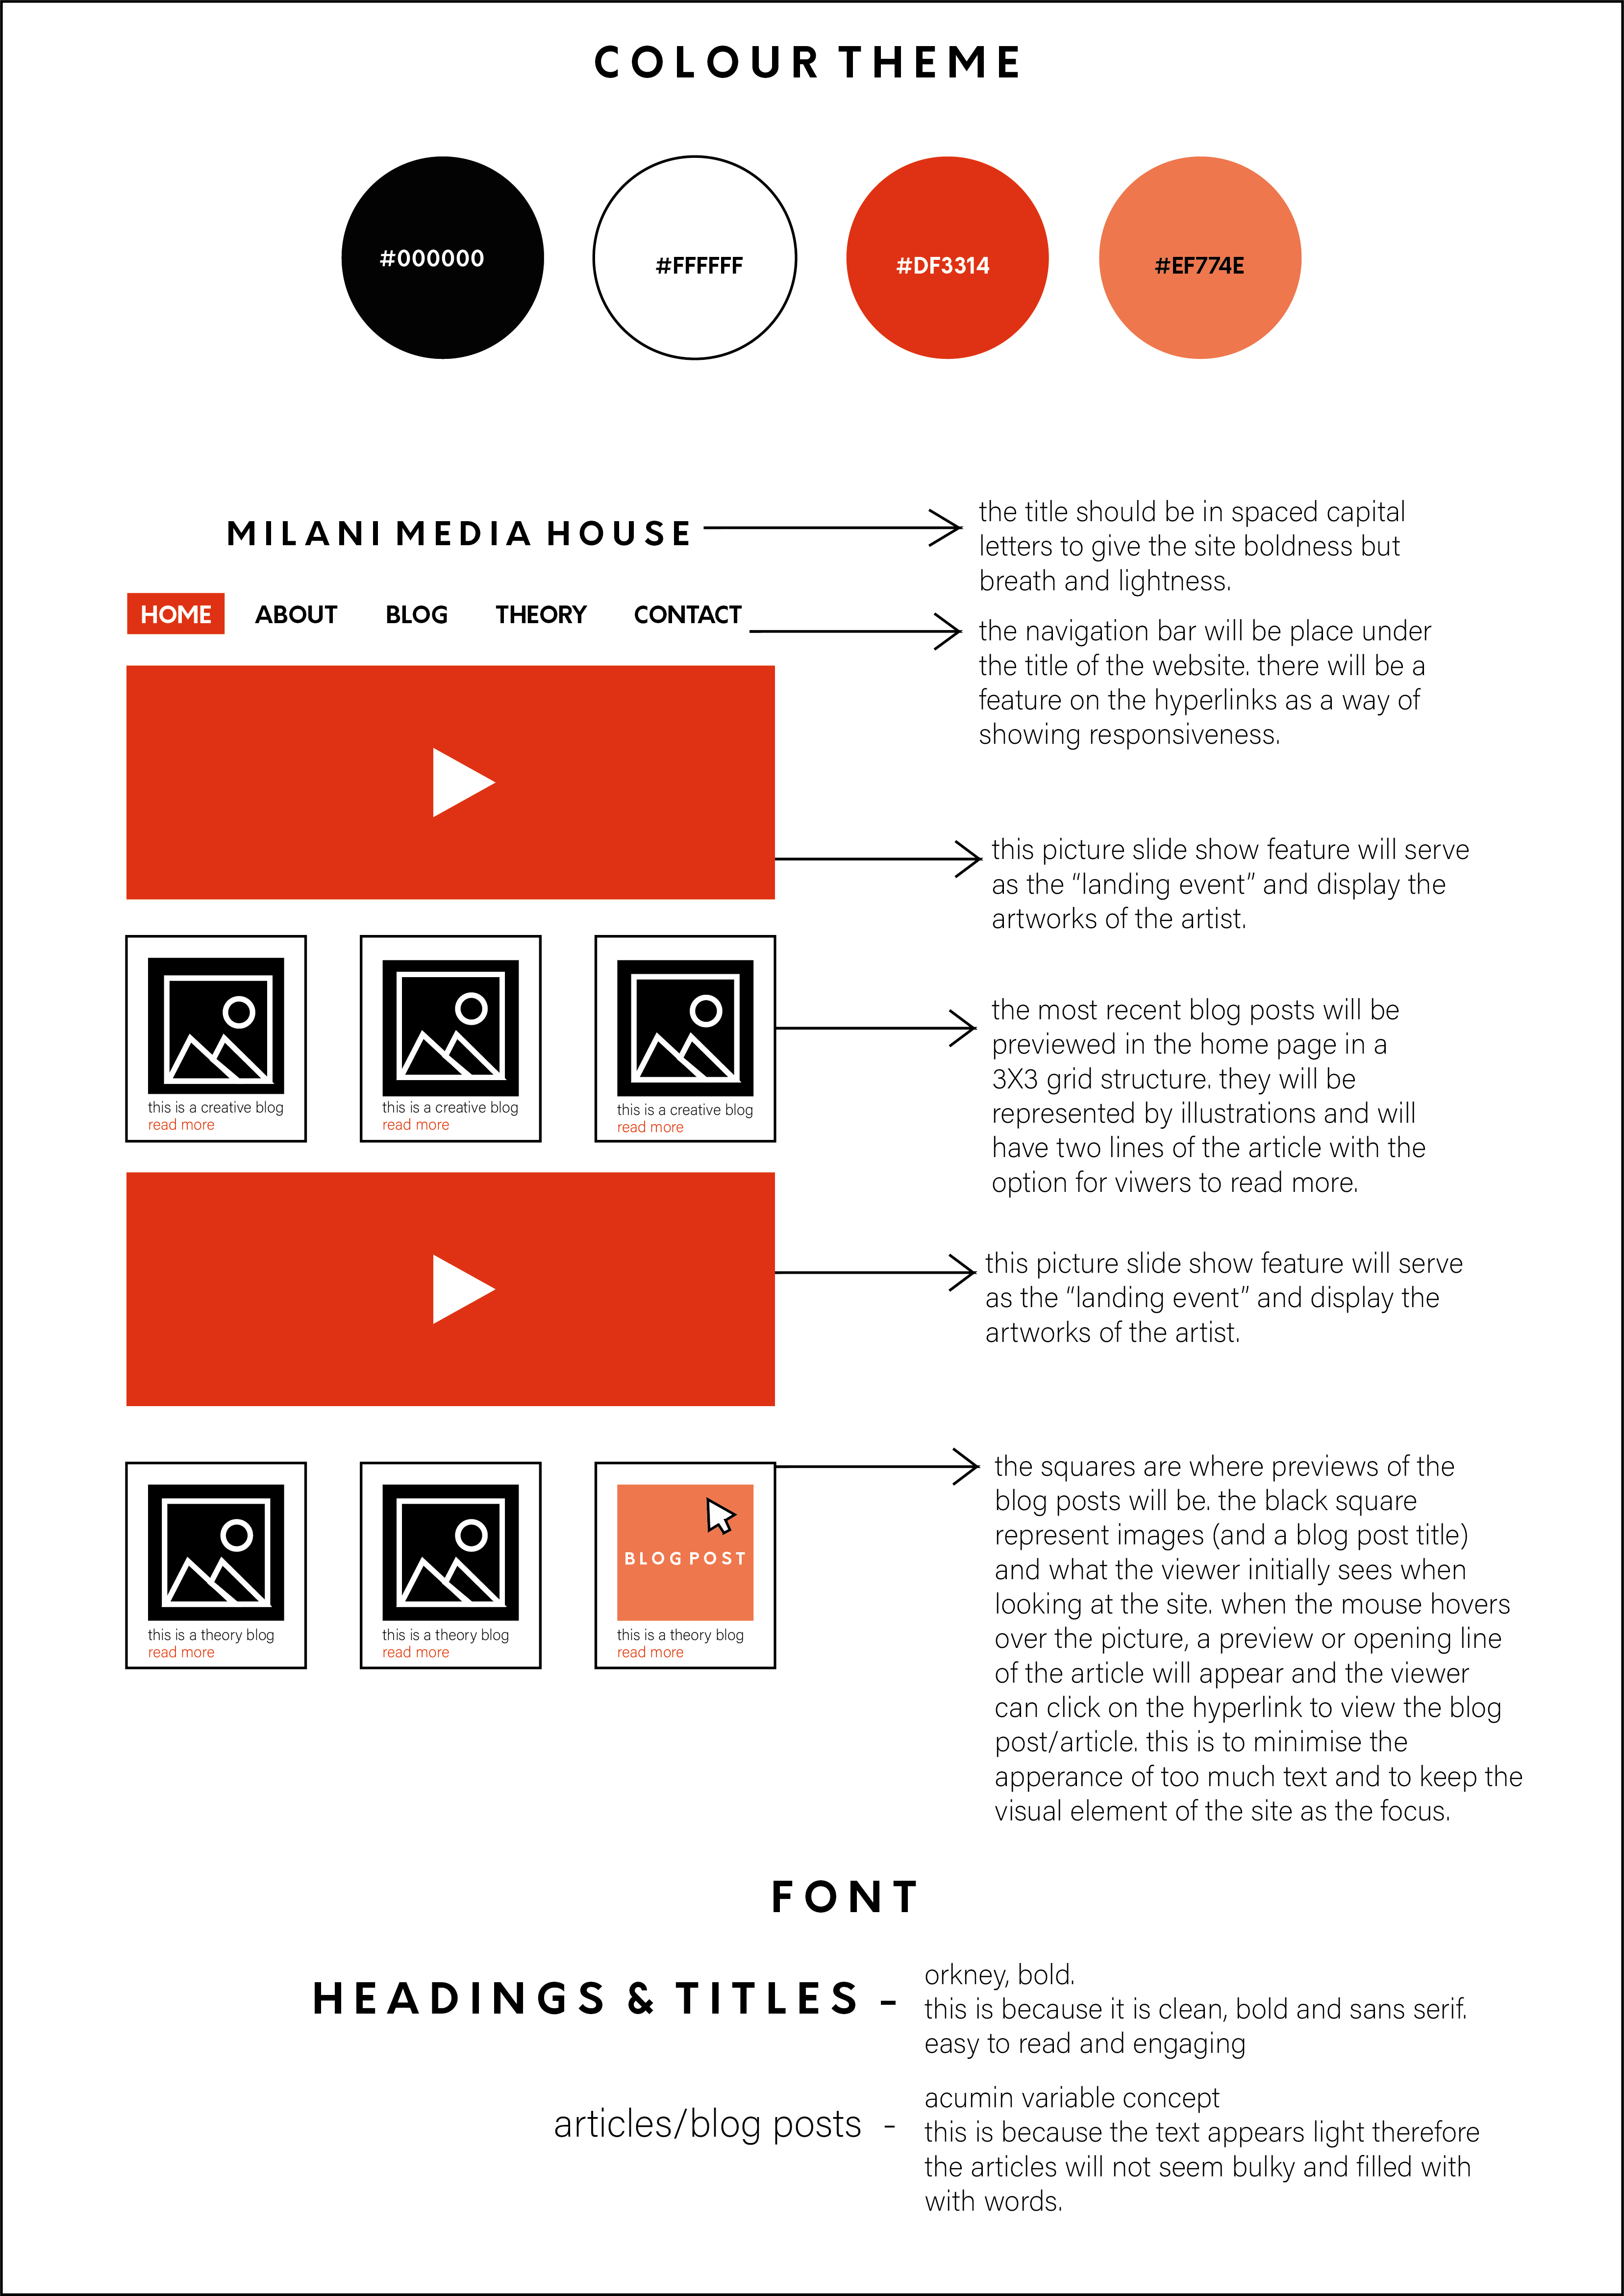 COLOUR THEME
#000000
#FFFFFF
#DF3314
#EF774E
MILANI MEDIA HOUSE
the title should be in spaced capital
letters to give the site boldness but
breath and lightness.
HOME ABOUT BLOG THEORY CONTACT
the navigation bar will be place under
the title of the website. there will be a
feature on the hyperlinks as a way of
showing responsiveness.
this picture slide show feature will serve
as the “landing event” and display the
artworks of the artist.
this is a creative blog
read more
this is a creative blog
read more
this is a creative blog
read more
the most recent blog posts will be
previewed in the home page in a
3X3 grid structure. they will be
represented by illustrations and will
have two lines of the article with the
option for viwers to read more.
this picture slide show feature will serve
as the “landing event” and display the
artworks of the artist.
this is a theory blog
read more
this is a theory blog
read more
BLOG POST
this is a theory blog
read more
the squares are where previews of the
blog posts will be. the black square
represent images (and a blog post title)
and what the viewer initially sees when
looking at the site. when the mouse hovers
over the picture, a preview or opening line
of the article will appear and the viewer
can click on the hyperlink to view the blog
post/article. this is to minimise the
apperance of too much text and to keep the
visual element of the site as the focus.
FONT
HEADINGS & TITLES -
orkney, bold.
this is because it is clean, bold and sans serif.
easy to read and engaging
articles/blog posts -
acumin variable concept
this is because the text appears light therefore
the articles will not seem bulky and filled with
with words.